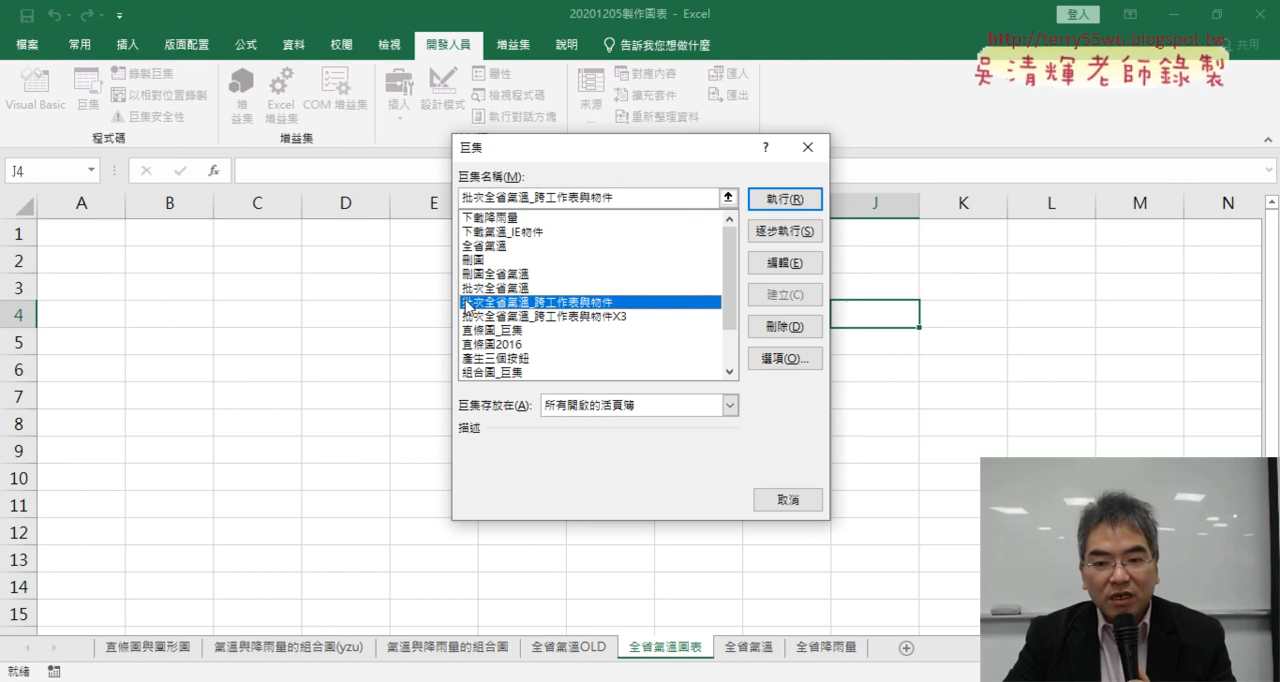 20201205製作圖表 - Excel
登入
檔案 常用 插入 版面配置 公式 資料 校閱 檢視 開發人員 增益集 說明 告訴我您想做什麼
共用
http://terry55wu.blogspot.tw
吳清輝老師錄製
Visual Basic
巨集
錄製巨集
以相對位置錄製
巨集安全性
程式碼
增益集
Excel 增益集
COM 增益集
增益集
插入
設計模式
屬性
檢視程式碼
執行對話方塊
來源
對應內容
擴充套件
重新整理資料
匯入
匯出
J4
fx
A B C D E J K L M N
1
2
3
4
5
6
7
8
9
10
11
12
13
14
15
巨集
?
巨集名稱(M):
批次全省氣溫_跨工作表與物件
下載降雨量
下載氣溫_IE物件
全省氣溫
刪圖
刪圖全省氣溫
批次全省氣溫
批次全省氣溫_跨工作表與物件
批次全省氣溫_跨工作表與物件X3
直條圖_巨集
直條圖2016
產生三個按鈕
組合圖_巨集
執行(R)
逐步執行(S)
編輯(E)
建立(C)
刪除(D)
選項(O)...
巨集存放在(A): 所有開啟的活頁簿
描述
取消
直條圖與圓形圖 氣溫與降雨量的組合圖(yzu) 氣溫與降雨量的組合圖 全省氣溫OLD 全省氣溫圖表 全省氣溫 全省降雨量
就緒